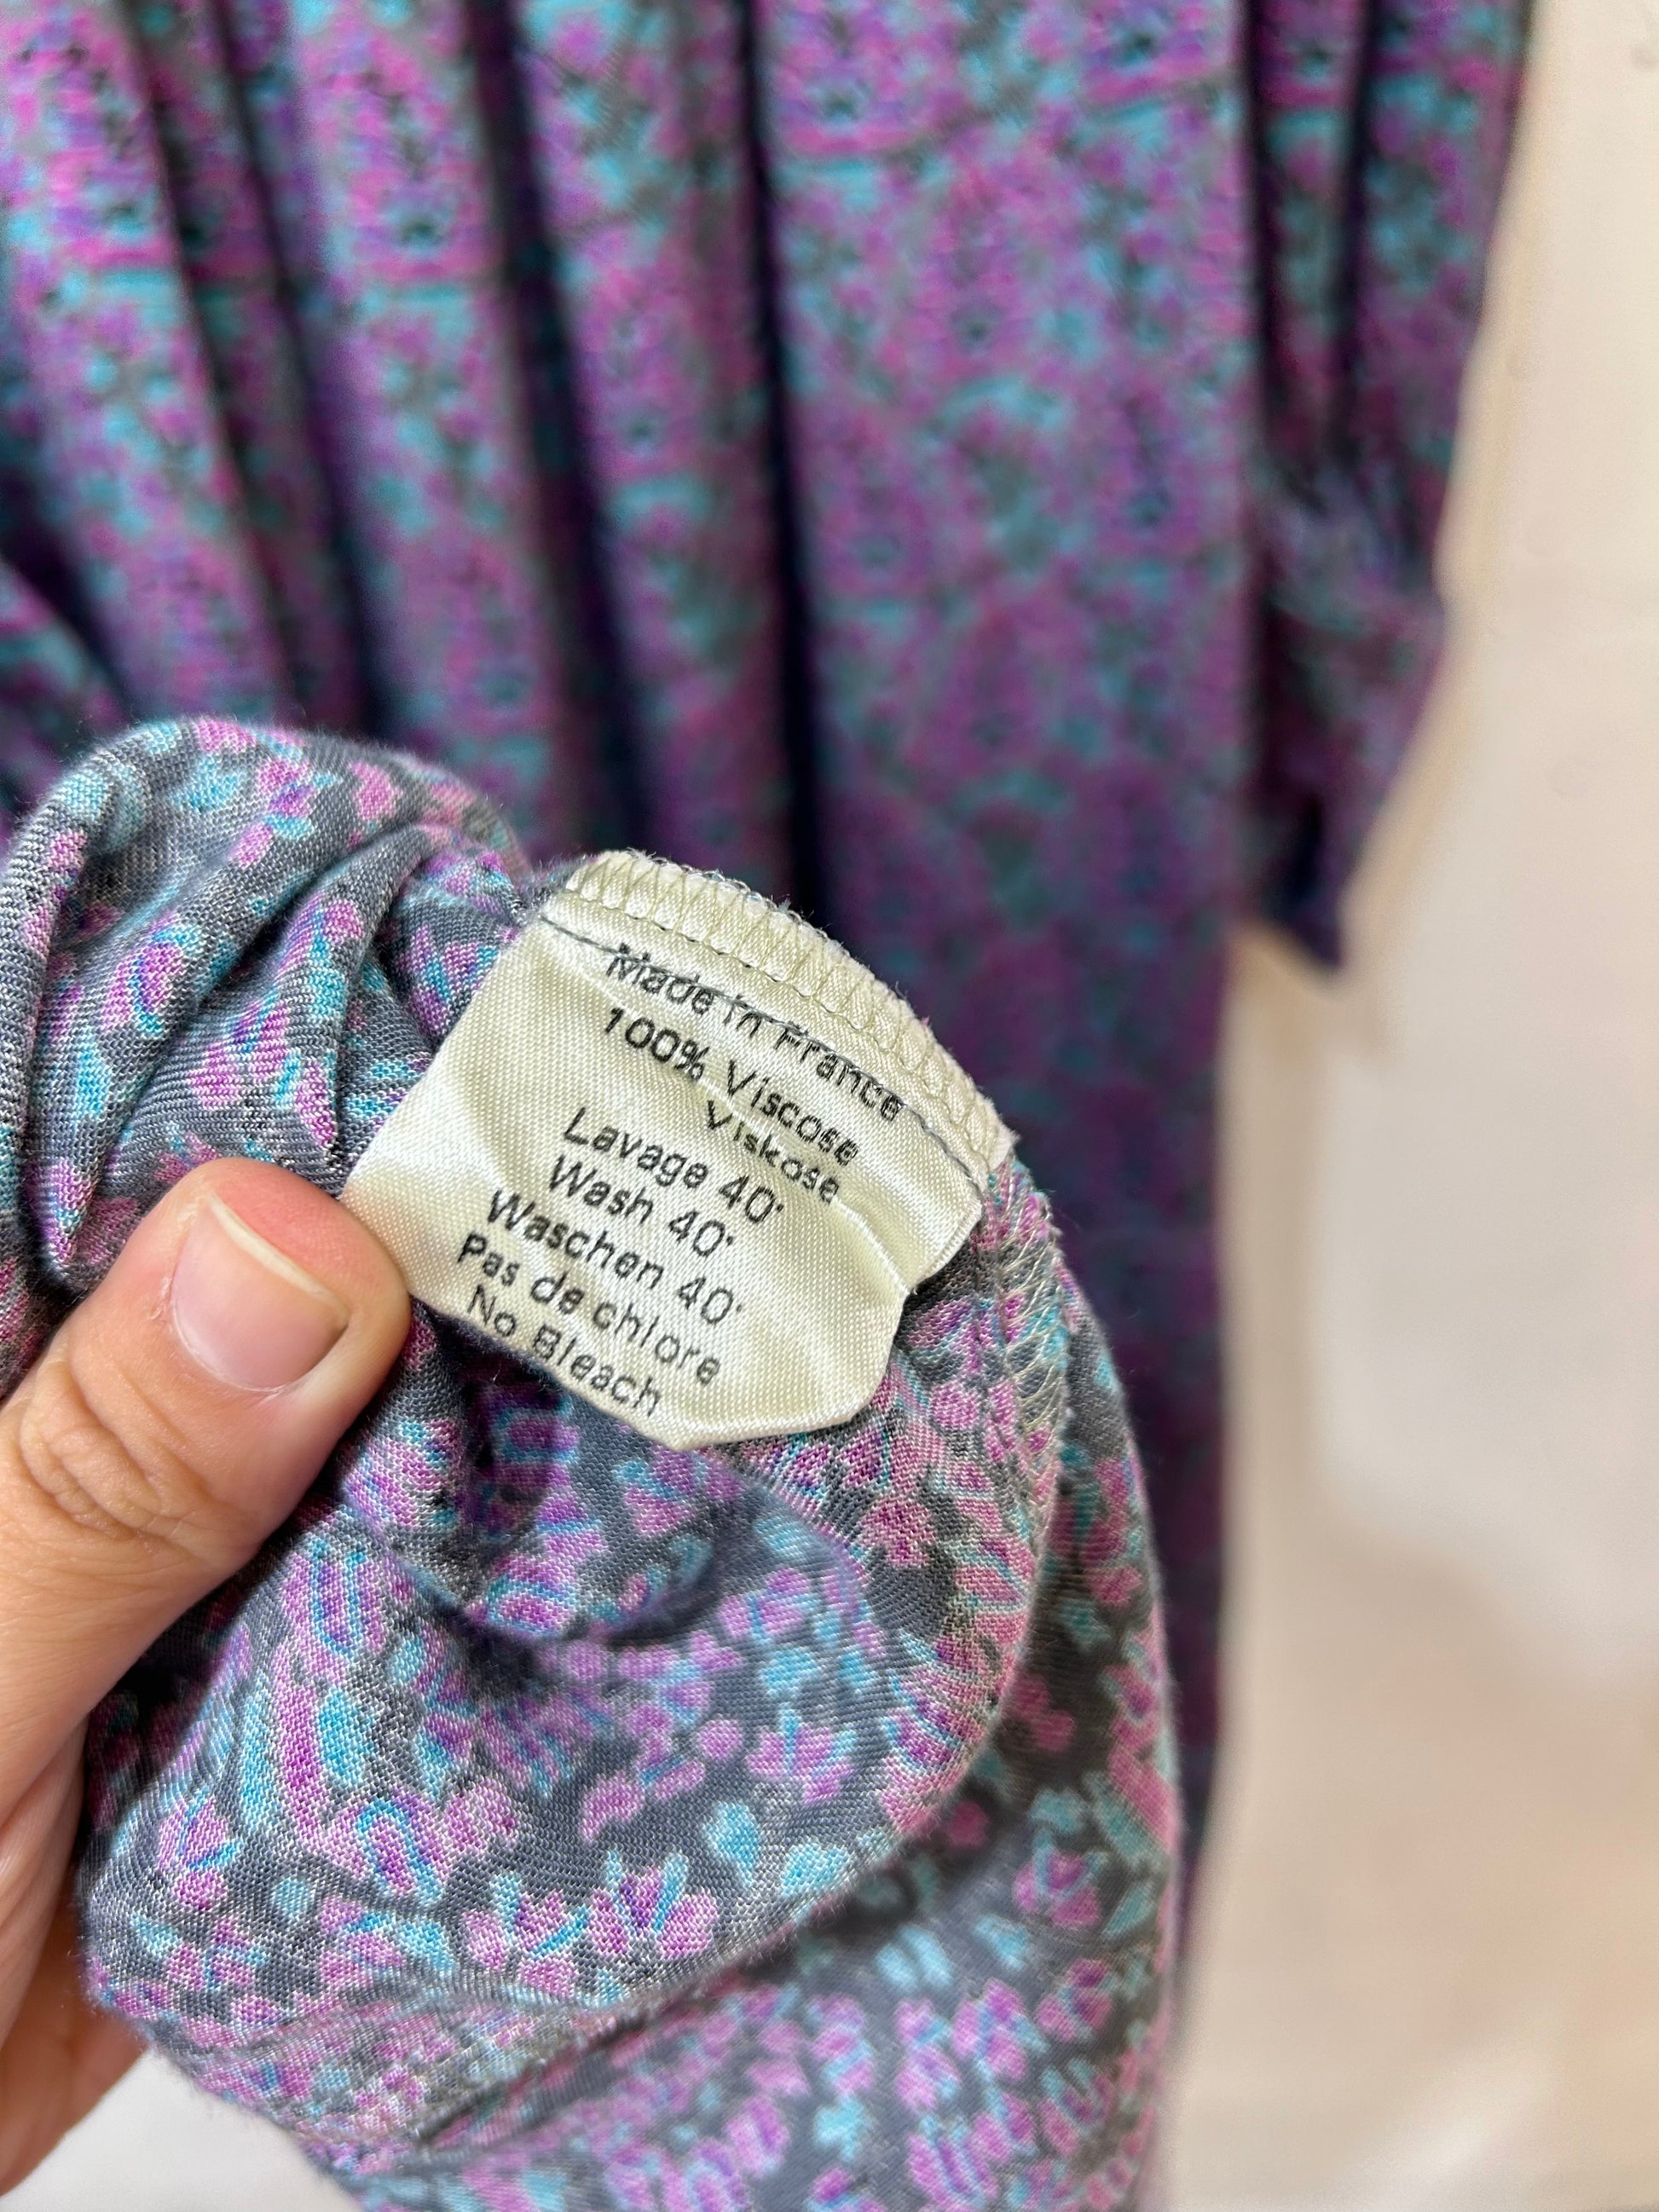 Made in France
100% Viscose
Viskose
Lavage 40°
Wash 40°
Waschen 40°
Pas de chlore
No Bleach